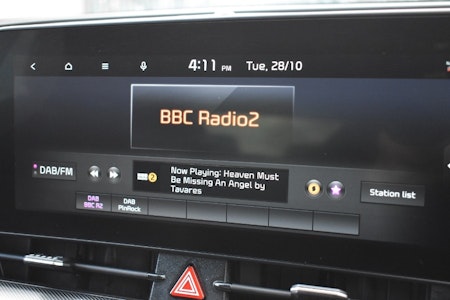 4:11 PM Tue, 28/10
BBC Radio2
DAB/FM
2
Now Playing: Heaven Must
Be Missing An Angel by
Tavares
Station list
DAB
BBC R2
DAB
PlnRock